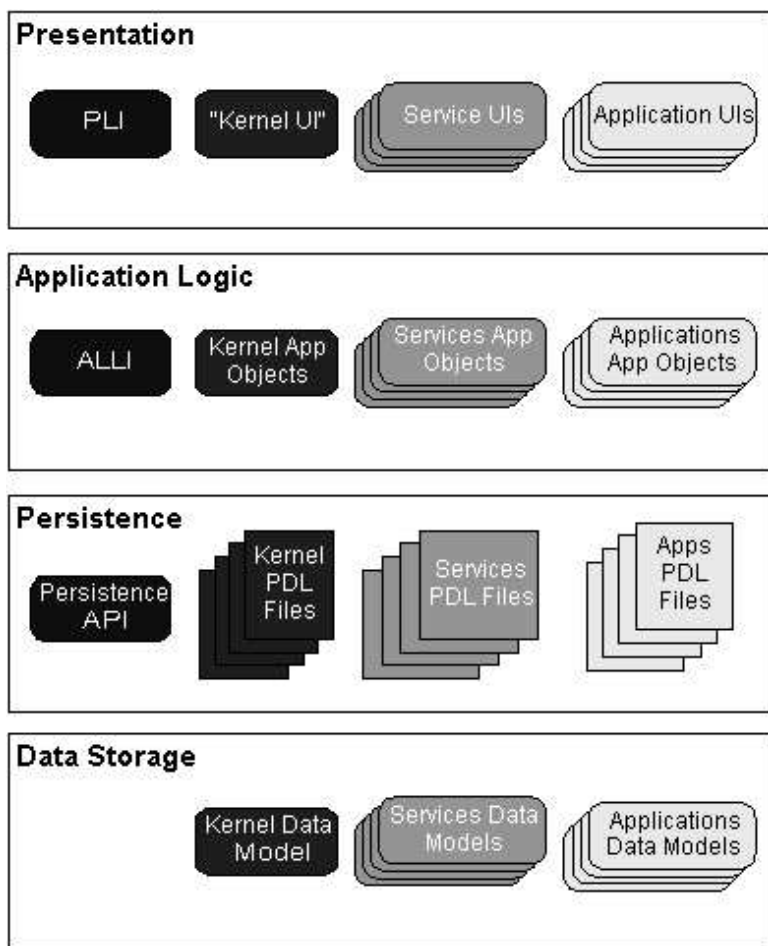 Presentation
PLI
"Kernel UI"
Service UIs
Application UIs
Application Logic
ALLI
Kernel App
Objects
Services App
Objects
Applications
App Objects
Persistence
Persistence
API
Kernel
PDL
Files
Services
PDL Files
Apps
PDL
Files
Data Storage
Kernel Data
Model
Services Data
Models
Applications
Data Models